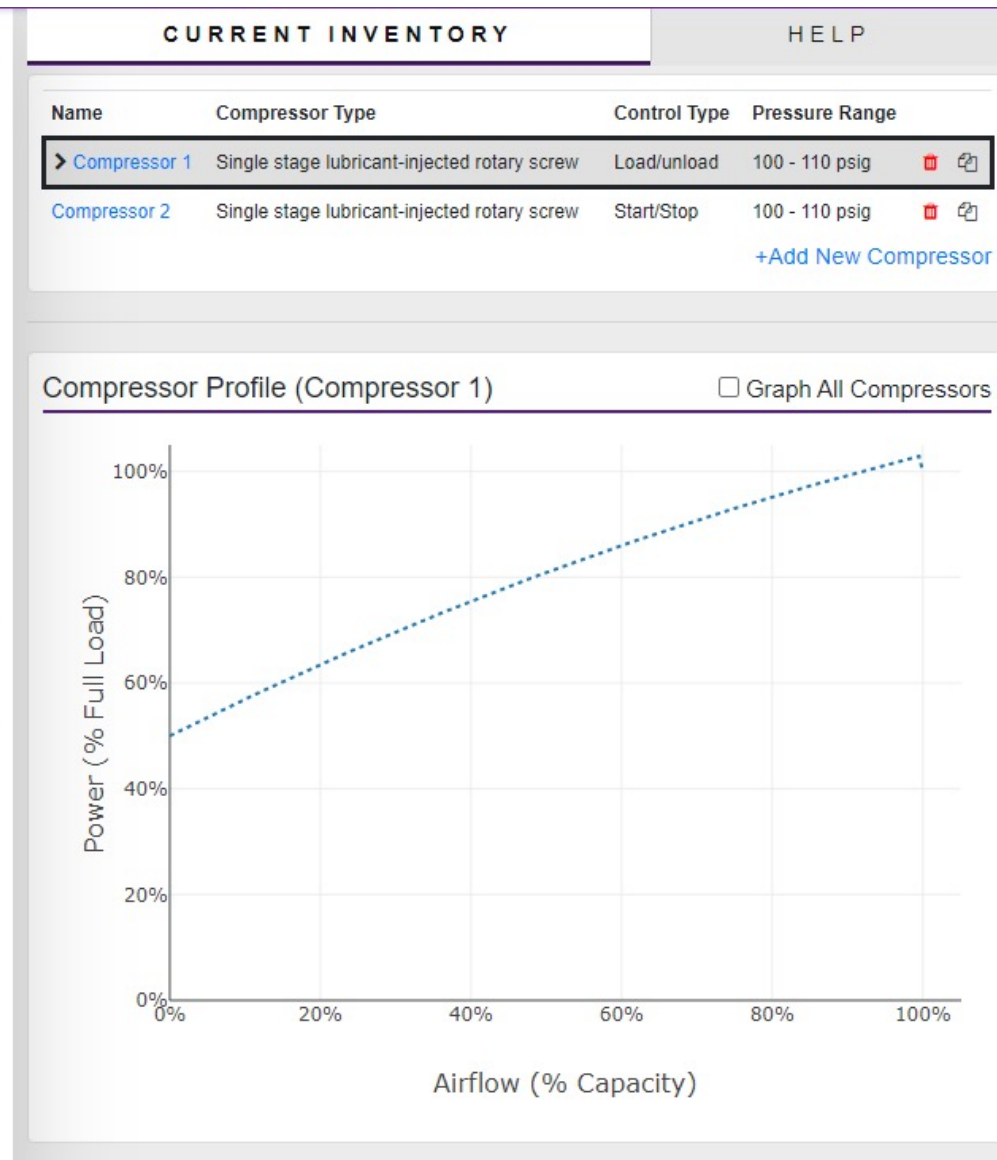 CURRENT INVENTORY HELP
Name Compressor Type Control Type Pressure Range
Compressor 1 Single stage lubricant-injected rotary screw Load/unload 100 - 110 psig
Compressor 2 Single stage lubricant-injected rotary screw Start/Stop 100 - 110 psig
+Add New Compressor
Compressor Profile (Compressor 1) Graph All Compressors
100%
80%
60%
40%
20%
0%
Power (% Full Load)
0% 20% 40% 60% 80% 100%
Airflow (% Capacity)